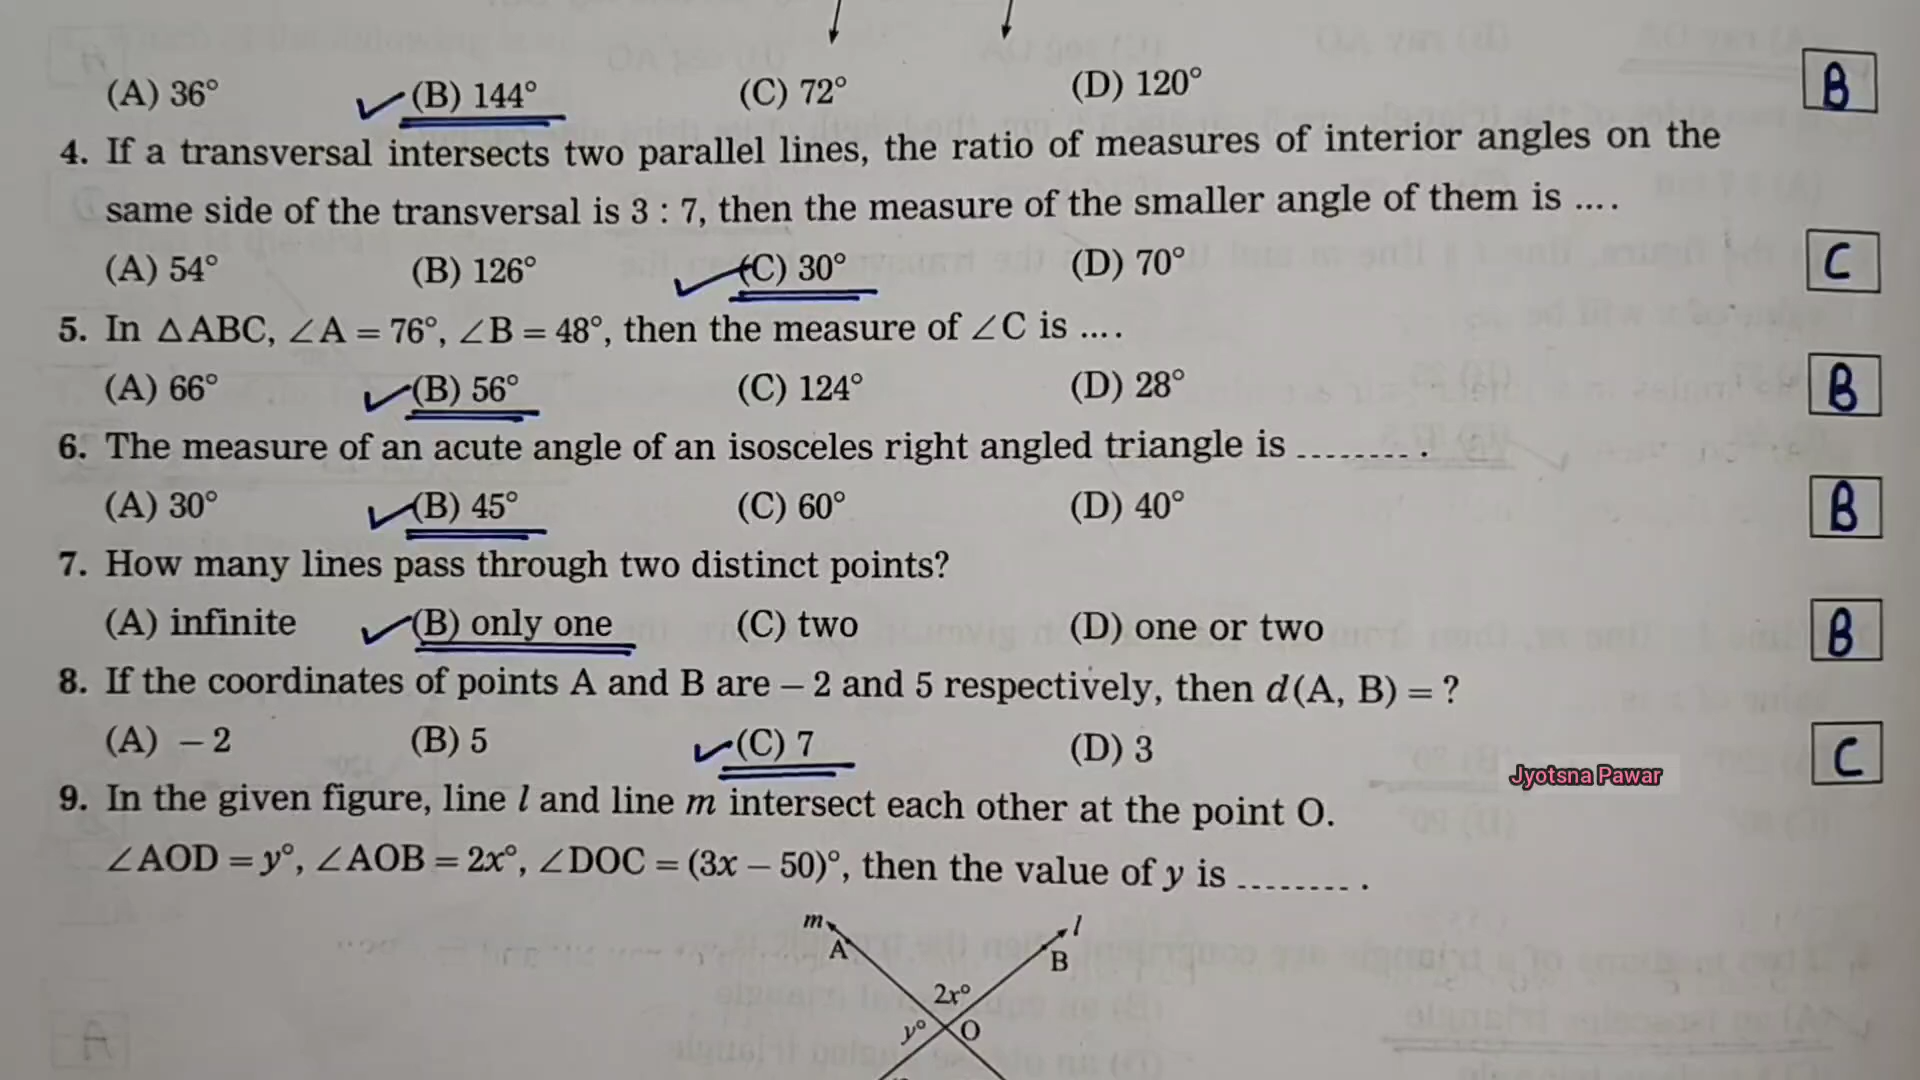 (A) 36° (B) 144° (C) 72° (D) 120° B
4. If a transversal intersects two parallel lines, the ratio of measures of interior angles on the
same side of the transversal is 3 : 7, then the measure of the smaller angle of them is ....
(A) 54° (B) 126° (C) 30° (D) 70° C
5. In △ABC, ∠A = 76°, ∠B = 48°, then the measure of ∠C is ....
(A) 66° (B) 56° (C) 124° (D) 28° B
6. The measure of an acute angle of an isosceles right angled triangle is ........ .
(A) 30° (B) 45° (C) 60° (D) 40° B
7. How many lines pass through two distinct points?
(A) infinite (B) only one (C) two (D) one or two B
8. If the coordinates of points A and B are – 2 and 5 respectively, then d(A, B) = ?
(A) – 2 (B) 5 (C) 7 (D) 3 C
Jyotsna Pawar
9. In the given figure, line l and line m intersect each other at the point O.
∠AOD = y°, ∠AOB = 2x°, ∠DOC = (3x – 50)°, then the value of y is ........ .
m l
A B
2x°
y° O